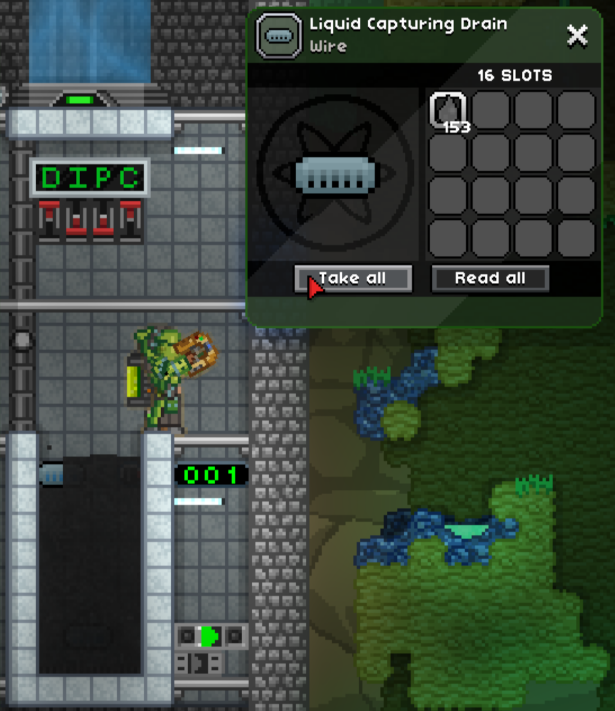 Liquid Capturing Drain
Wire
16 SLOTS
153
Take all
Read all
DIPC
001